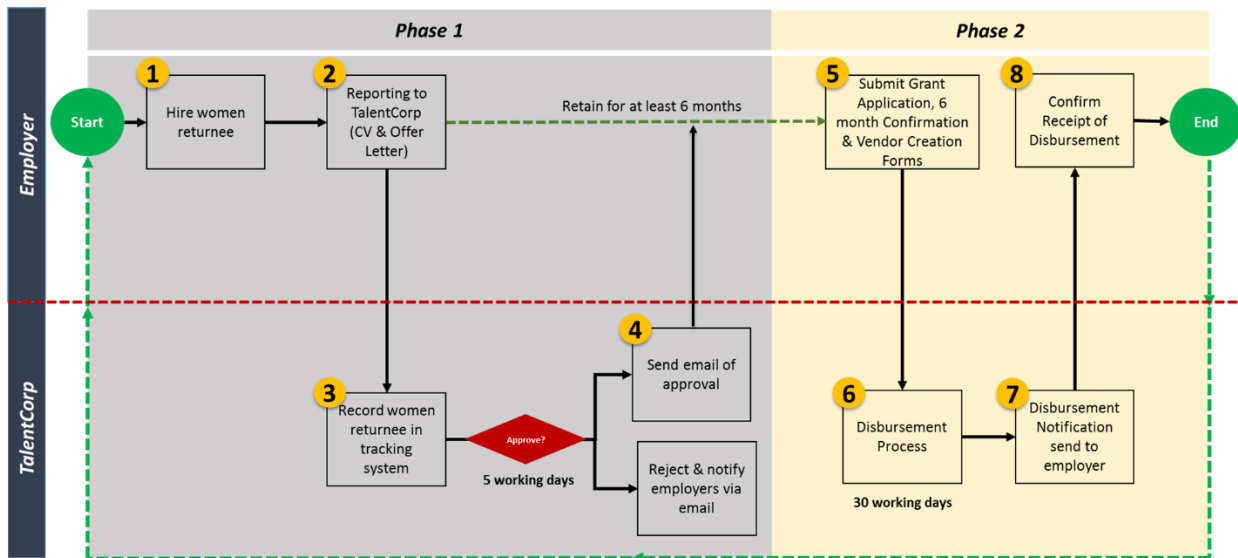 Phase 1
Phase 2
Employer
TalentCorp
Start
1
Hire women
returnee
2
Reporting to
TalentCorp
(CV & Offer
Letter)
Retain for at least 6 months
5
Submit Grant
Application, 6
month Confirmation
& Vendor Creation
Forms
8
Confirm
Receipt of
Disbursement
End
3
Record women
returnee in
tracking
system
Approve?
5 working days
4
Send email of
approval
Reject & notify
employers via
email
6
Disbursement
Process
30 working days
7
Disbursement
Notification
send to
employer